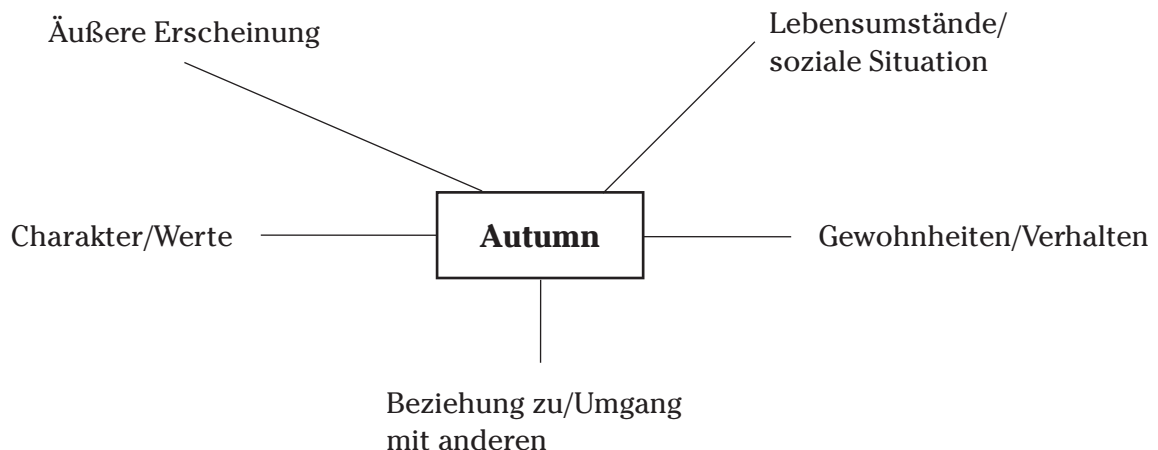 Äußere Erscheinung
Lebensumstände/
soziale Situation
Charakter/Werte
Autumn
Gewohnheiten/Verhalten
Beziehung zu/Umgang
mit anderen